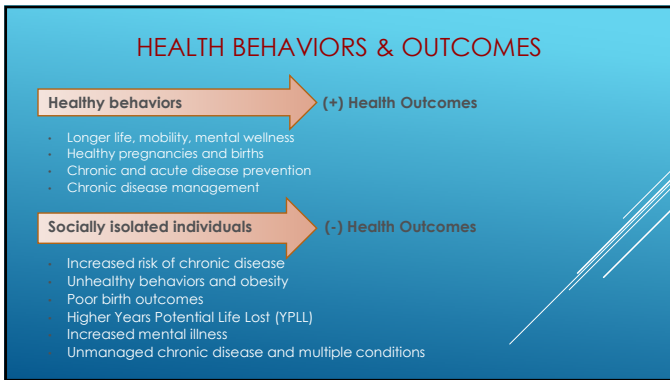 HEALTH BEHAVIORS & OUTCOMES
Healthy behaviors (+) Health Outcomes
· Longer life, mobility, mental wellness
· Healthy pregnancies and births
· Chronic and acute disease prevention
· Chronic disease management
Socially isolated individuals (-) Health Outcomes
· Increased risk of chronic disease
· Unhealthy behaviors and obesity
· Poor birth outcomes
· Higher Years Potential Life Lost (YPLL)
· Increased mental illness
· Unmanaged chronic disease and multiple conditions